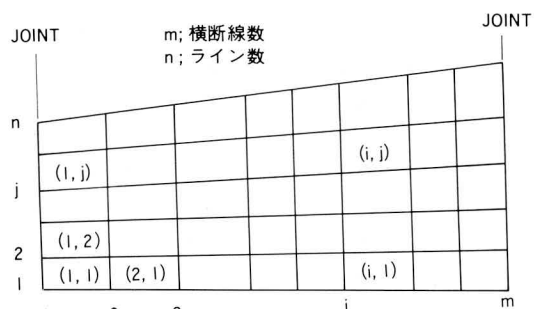 JOINT
JOINT
m; 横断線数
n; ライン数
n
(1, j)
(i, j)
j
(1, 2)
2
(1, 1) (2, 1) (i, 1)
1
i
m